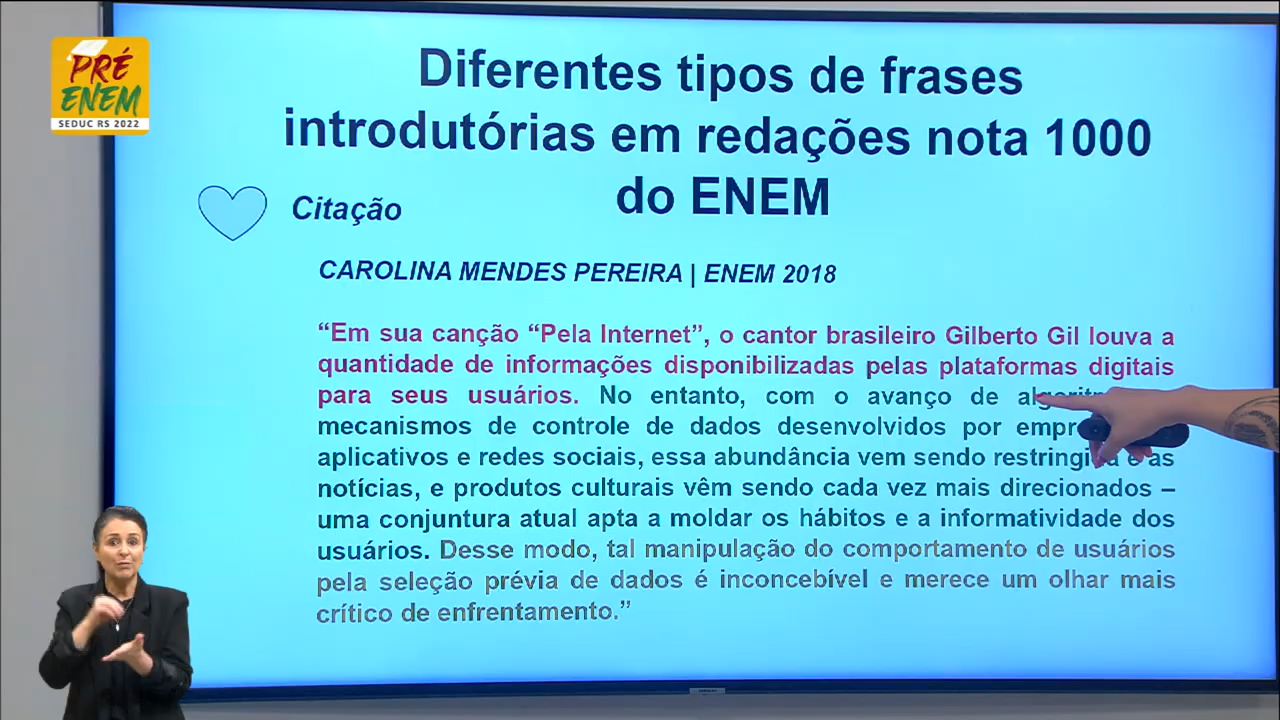 PRÉ
ENEM
SEDUC RS 2022
Diferentes tipos de frases
introdutórias em redações nota 1000
do ENEM
Citação
CAROLINA MENDES PEREIRA | ENEM 2018
“Em sua canção “Pela Internet”, o cantor brasileiro Gilberto Gil louva a
quantidade de informações disponibilizadas pelas plataformas digitais
para seus usuários. No entanto, com o avanço de
mecanismos de controle de dados desenvolvidos por
aplicativos e redes sociais, essa abundância vem sendo restringida e as
notícias, e produtos culturais vêm sendo cada vez mais direcionados –
uma conjuntura atual apta a moldar os hábitos e a informatividade dos
usuários. Desse modo, tal manipulação do comportamento de usuários
pela seleção prévia de dados é inconcebível e merece um olhar mais
crítico de enfrentamento.”